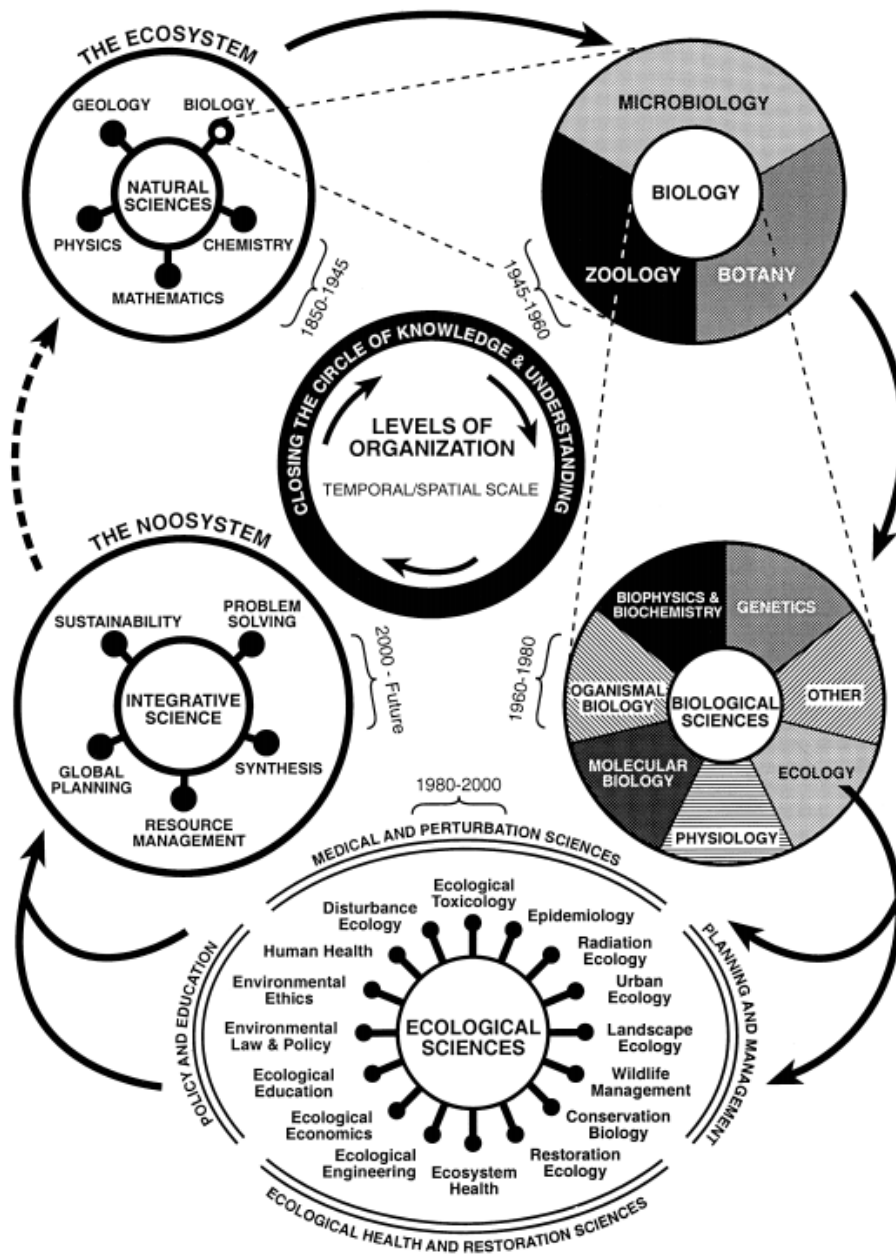 THE ECOSYSTEM
GEOLOGY
BIOLOGY
NATURAL
SCIENCES
PHYSICS
CHEMISTRY
MATHEMATICS
1850-1945
MICROBIOLOGY
BIOLOGY
ZOOLOGY
BOTANY
1945-1960
CLOSING THE CIRCLE OF KNOWLEDGE & UNDERSTANDING
LEVELS OF
ORGANIZATION
TEMPORAL/SPATIAL SCALE
BIOPHYSICS &
BIOCHEMISTRY
GENETICS
OGANISMAL
BIOLOGY
BIOLOGICAL
SCIENCES
OTHER
MOLECULAR
BIOLOGY
ECOLOGY
PHYSIOLOGY
1960-1980
THE NOOSYSTEM
SUSTAINABILITY
PROBLEM
SOLVING
INTEGRATIVE
SCIENCE
GLOBAL
PLANNING
SYNTHESIS
RESOURCE
MANAGEMENT
2000 - Future
1980-2000
MEDICAL AND PERTURBATION SCIENCES
Ecological
Toxicology
Disturbance
Ecology
Epidemiology
Human Health
Radiation
Ecology
Environmental
Ethics
Urban
Ecology
Environmental
Law & Policy
ECOLOGICAL
SCIENCES
Landscape
Ecology
Ecological
Education
Wildlife
Management
Ecological
Economics
Conservation
Biology
Ecological
Engineering
Ecosystem
Health
Restoration
Ecology
POLICY AND EDUCATION
PLANNING AND MANAGEMENT
ECOLOGICAL HEALTH AND RESTORATION SCIENCES